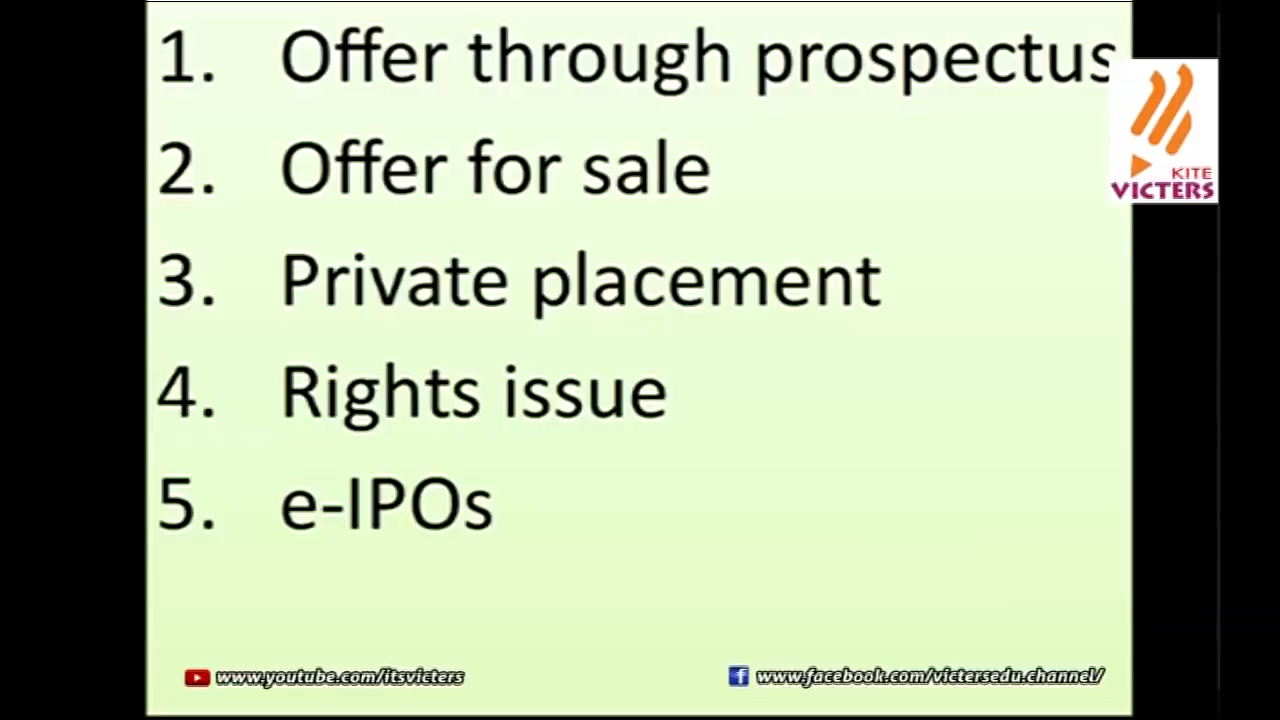 1. Offer through prospectus
2. Offer for sale
3. Private placement
4. Rights issue
5. e-IPOs
KITE
VICTERS
www.youtube.com/itsvicters
www.facebook.com/victersedu.channel/